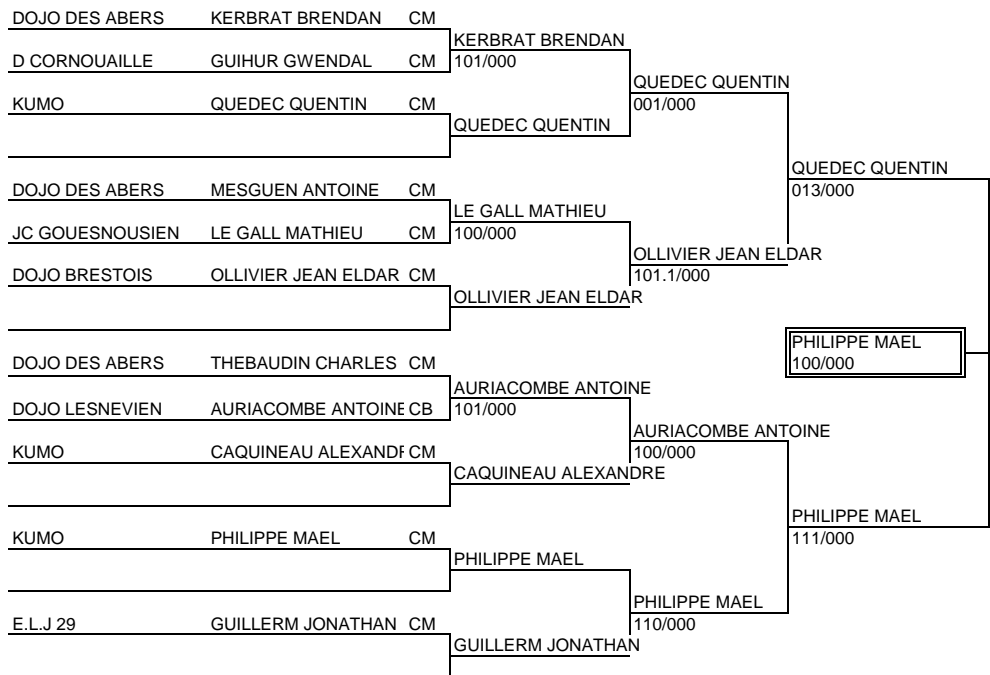 DOJO DES ABERS KERBRAT BRENDAN CM
KERBRAT BRENDAN
D CORNOUAILLE GUIHUR GWENDAL CM 101/000
QUEDEC QUENTIN
KUMO QUEDEC QUENTIN CM 001/000
QUEDEC QUENTIN
QUEDEC QUENTIN
DOJO DES ABERS MESGUEN ANTOINE CM 013/000
LE GALL MATHIEU
JC GOUESNOUSIEN LE GALL MATHIEU CM 100/000
OLLIVIER JEAN ELDAR
DOJO BRESTOIS OLLIVIER JEAN ELDAR CM 101.1/000
OLLIVIER JEAN ELDAR
PHILIPPE MAEL
DOJO DES ABERS THEBAUDIN CHARLES CM 100/000
AURIACOMBE ANTOINE
DOJO LESNEVIEN AURIACOMBE ANTOINE CB 101/000
AURIACOMBE ANTOINE
KUMO CAQUINEAU ALEXANDR CM 100/000
CAQUINEAU ALEXANDRE
PHILIPPE MAEL
KUMO PHILIPPE MAEL CM 111/000
PHILIPPE MAEL
PHILIPPE MAEL
E.L.J 29 GUILLERM JONATHAN CM 110/000
GUILLERM JONATHAN